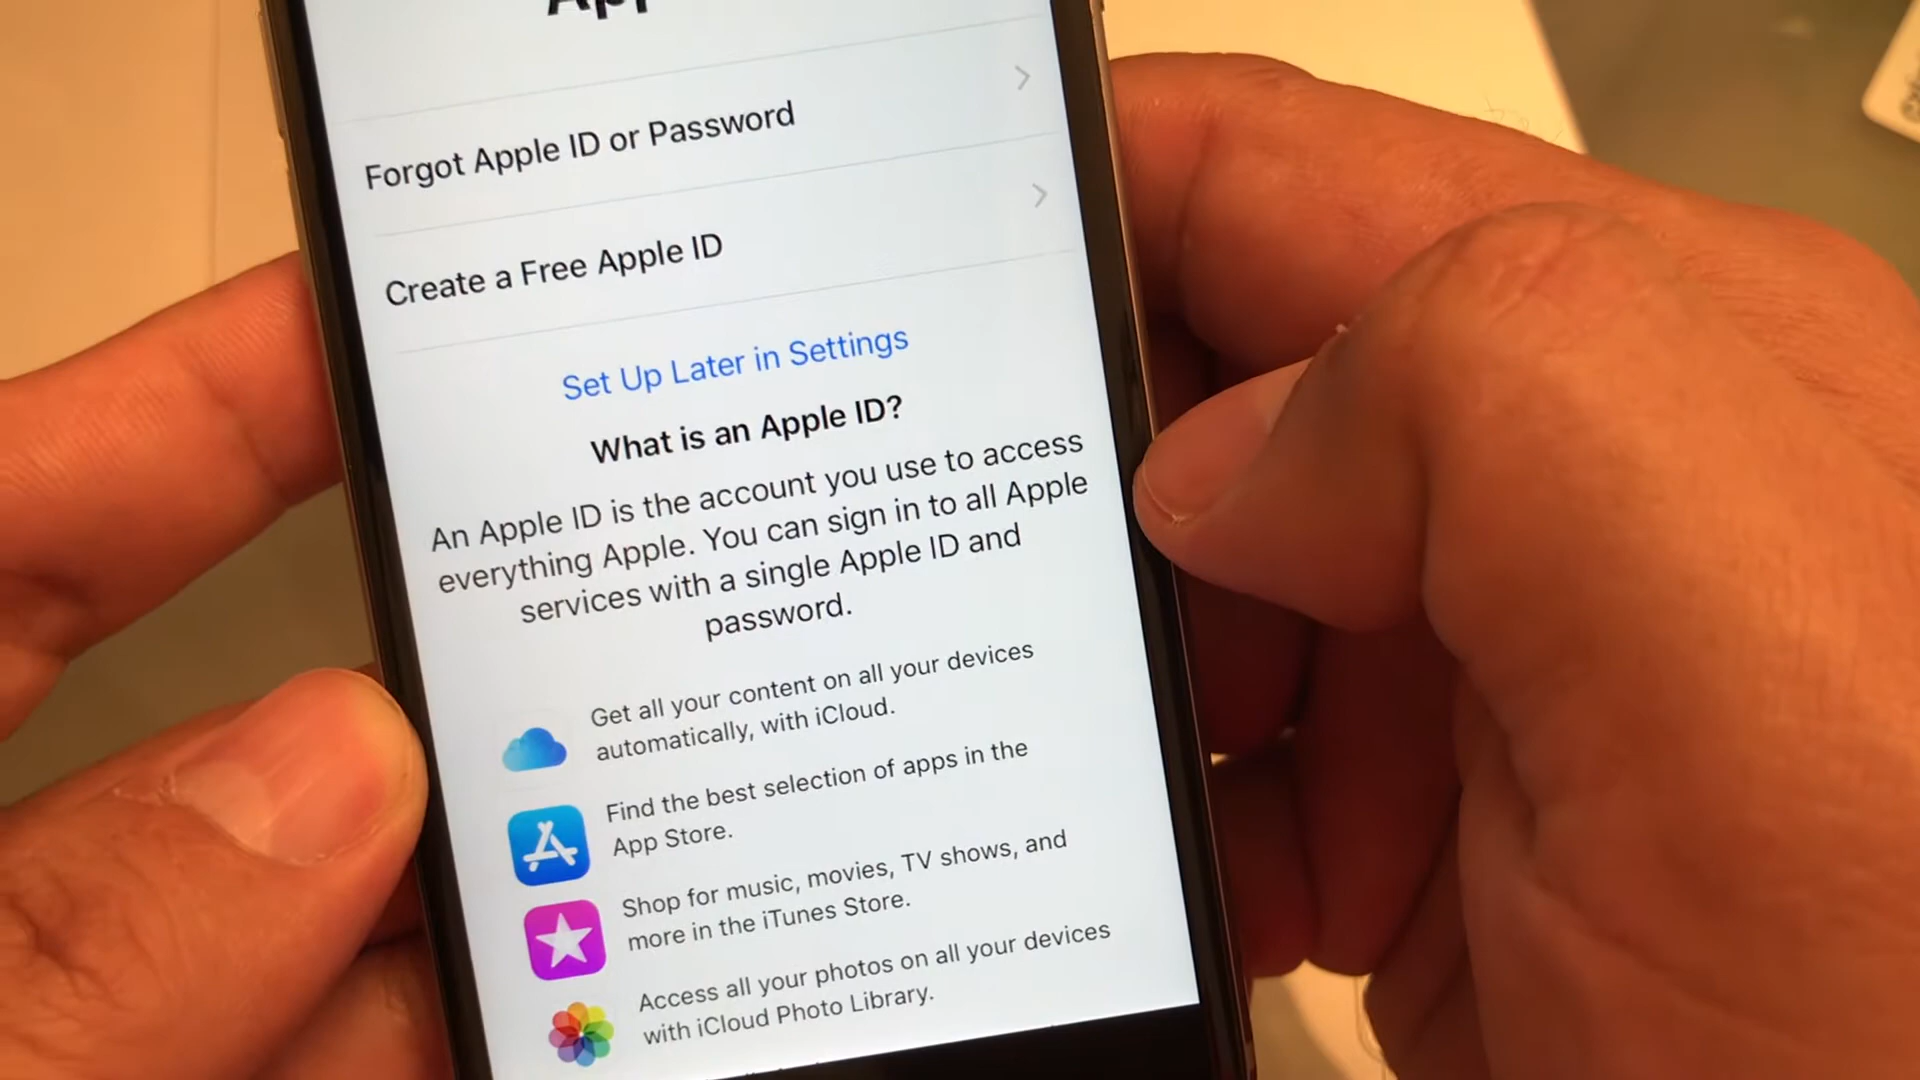 Forgot Apple ID or Password
Create a Free Apple ID
Set Up Later in Settings
What is an Apple ID?
An Apple ID is the account you use to access
everything Apple. You can sign in to all Apple
services with a single Apple ID and
password.
Get all your content on all your devices
automatically, with iCloud.
Find the best selection of apps in the
App Store.
Shop for music, movies, TV shows, and
more in the iTunes Store.
Access all your photos on all your devices
with iCloud Photo Library.